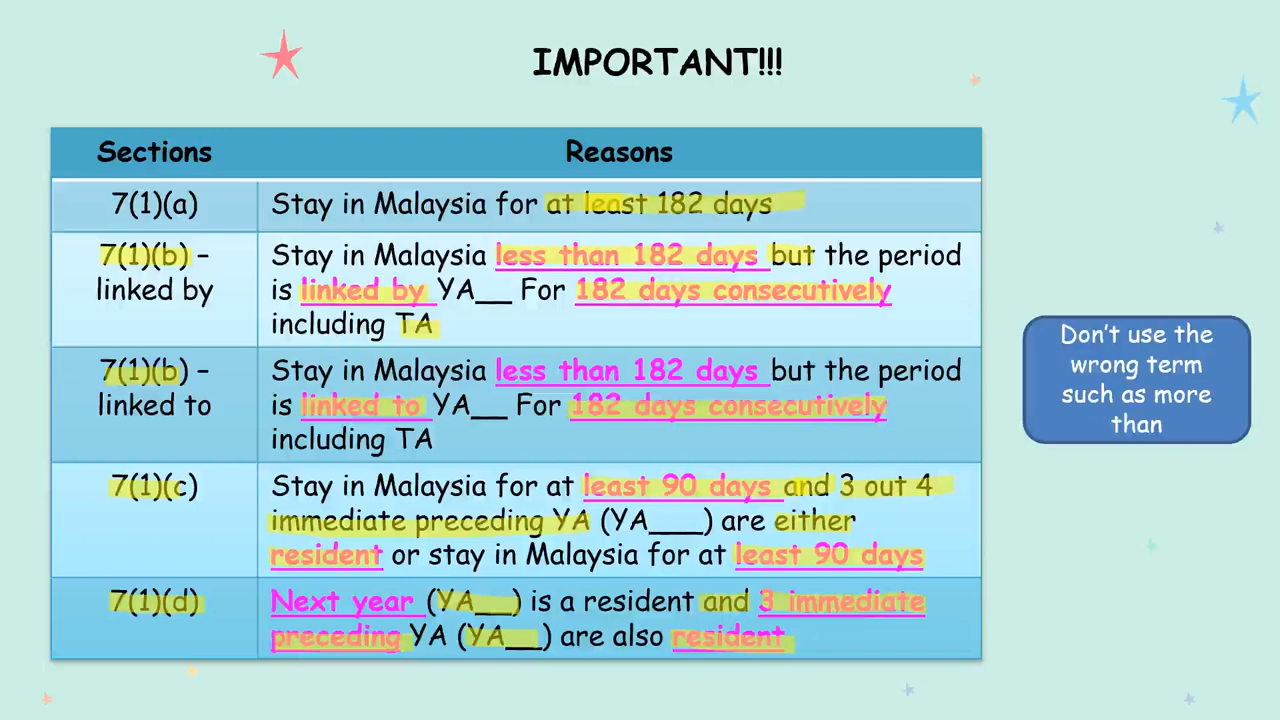 IMPORTANT!!!
Sections
Reasons
7(1)(a)
Stay in Malaysia for at least 182 days
7(1)(b) –
linked by
Stay in Malaysia less than 182 days but the period
is linked by YA__ For 182 days consecutively
including TA
7(1)(b) –
linked to
Stay in Malaysia less than 182 days but the period
is linked to YA__ For 182 days consecutively
including TA
7(1)(c)
Stay in Malaysia for at least 90 days and 3 out 4
immediate preceding YA (YA___) are either
resident or stay in Malaysia for at least 90 days
7(1)(d)
Next year (YA__) is a resident and 3 immediate
preceding YA (YA__) are also resident
Don't use the
wrong term
such as more
than